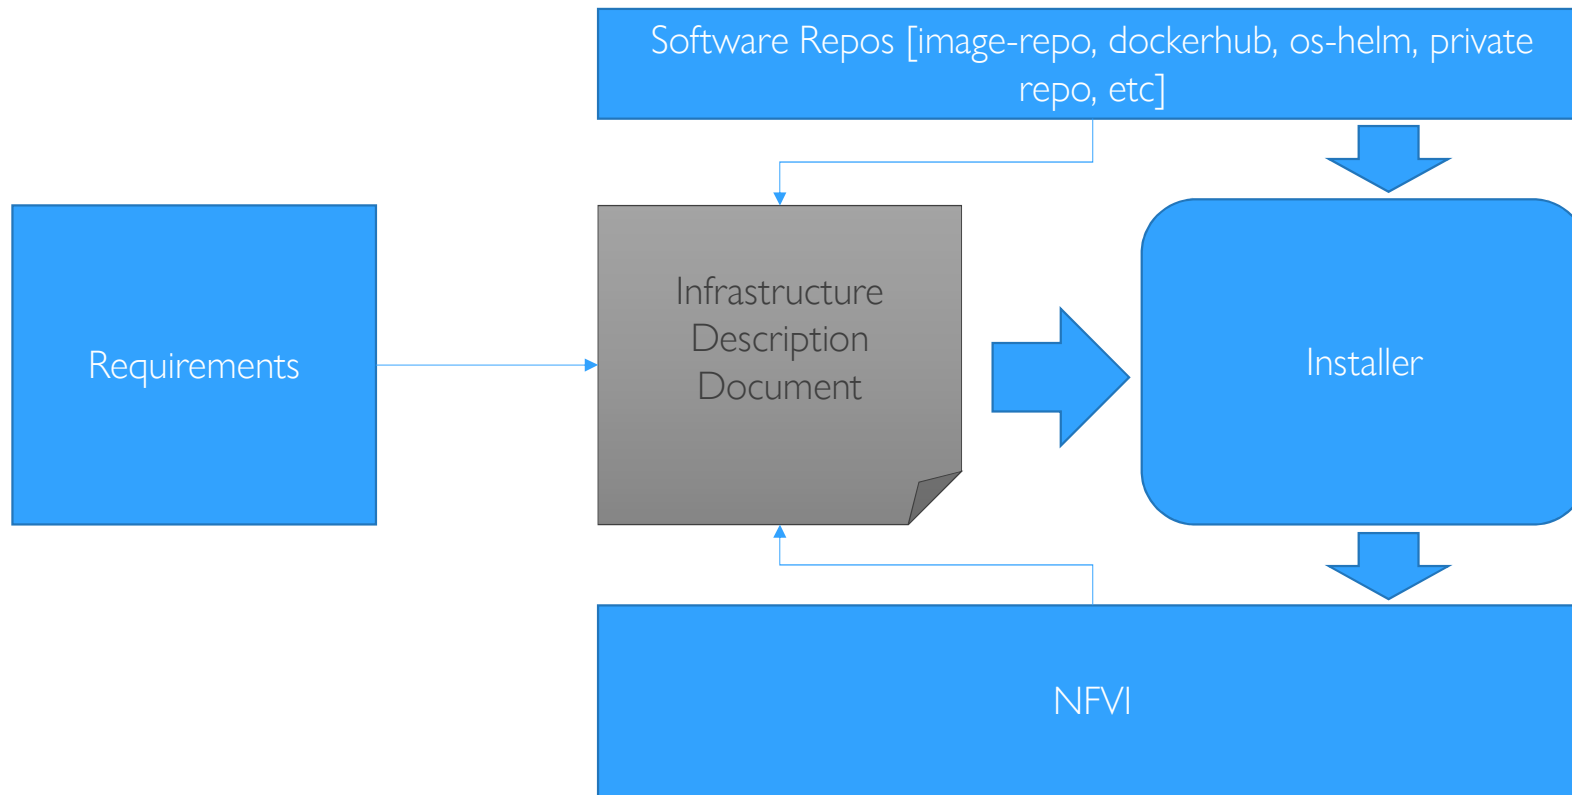 Software Repos [image-repo, dockerhub, os-helm, private
repo, etc]
Requirements
Infrastructure
Description
Document
Installer
NFVI